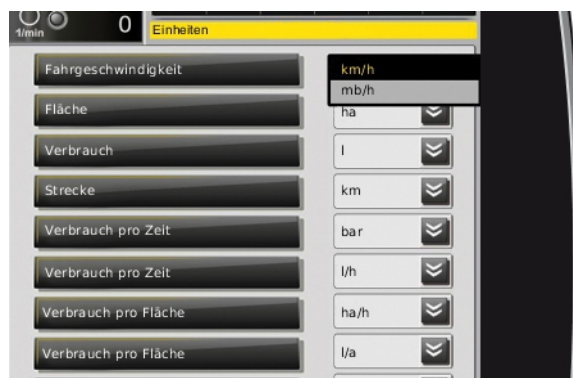 1/min 0 Einheiten
Fahrgeschwindigkeit km/h
mb/h
Fläche ha
Verbrauch l
Strecke km
Verbrauch pro Zeit bar
Verbrauch pro Zeit l/h
Verbrauch pro Fläche ha/h
Verbrauch pro Fläche l/a